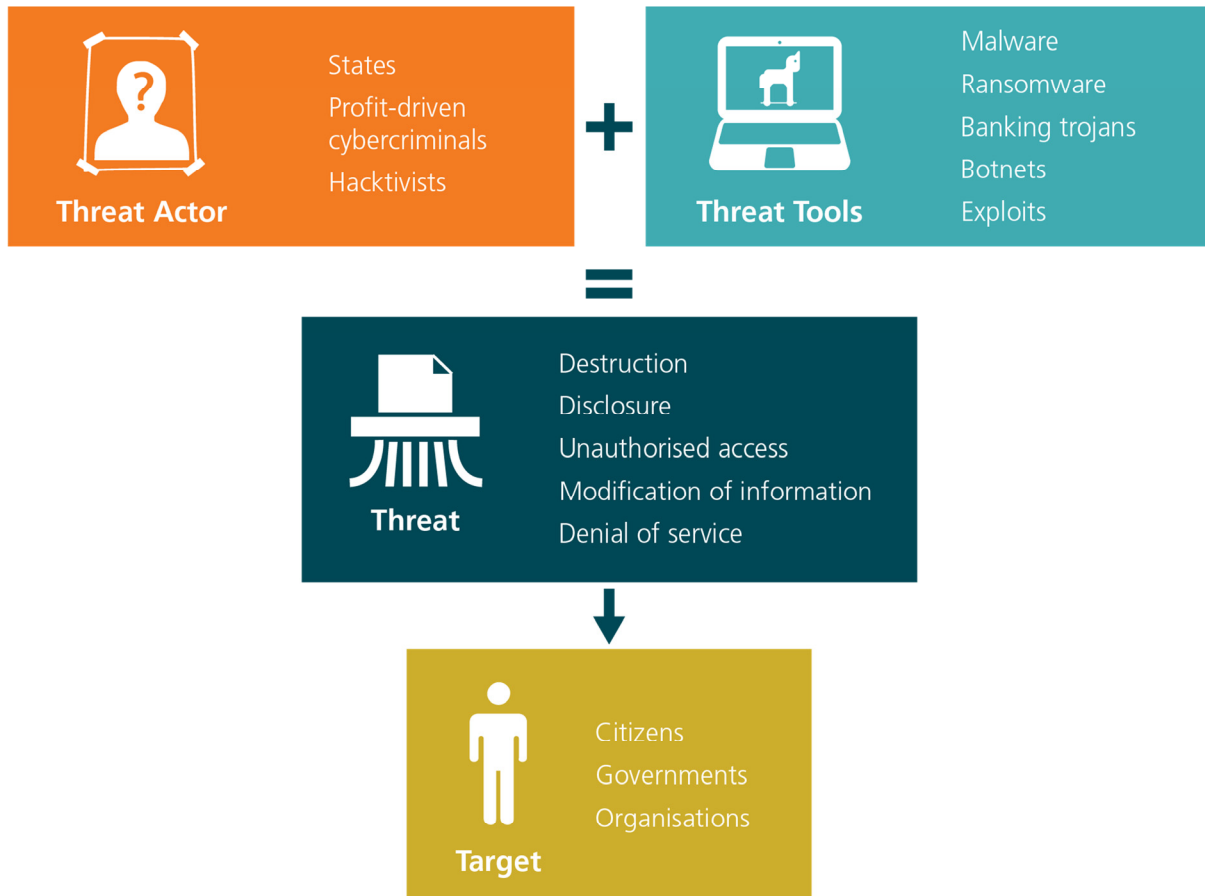 ?
Threat Actor
States
Profit-driven
cybercriminals
Hacktivists
+
Threat Tools
Malware
Ransomware
Banking trojans
Botnets
Exploits
=
Threat
Destruction
Disclosure
Unauthorised access
Modification of information
Denial of service
Target
Citizens
Governments
Organisations